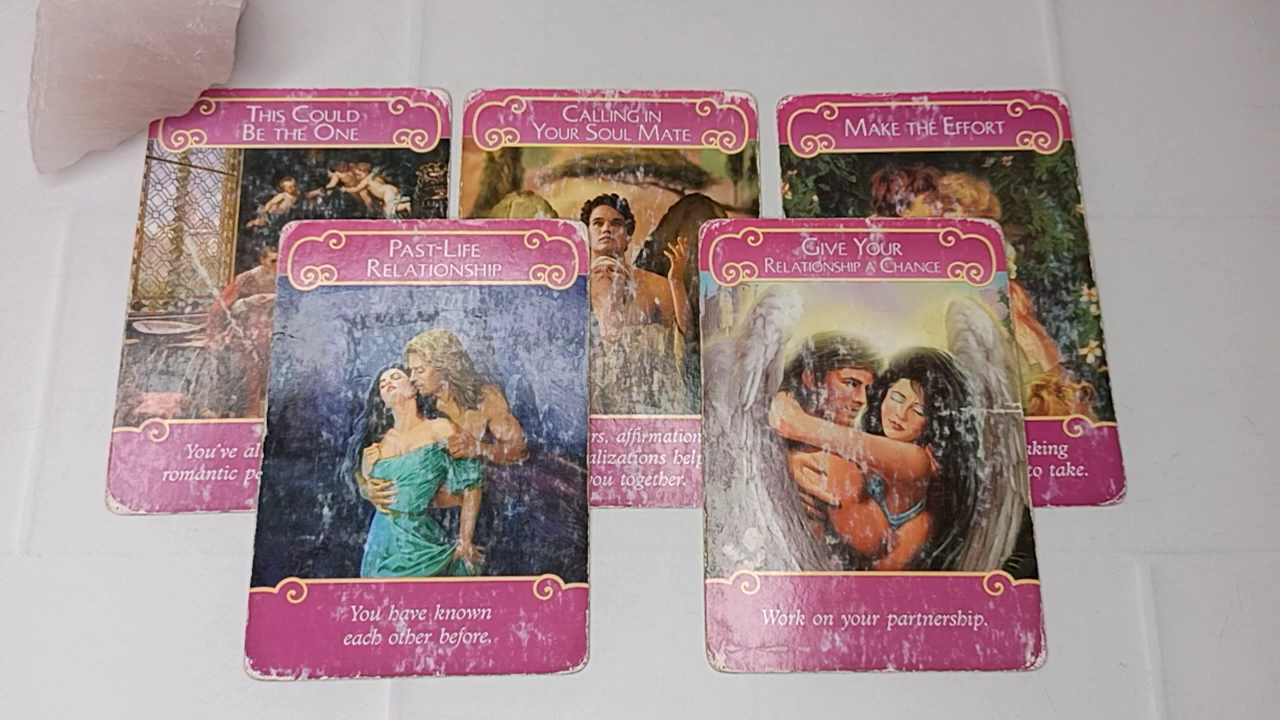 THIS COULD
BE THE ONE
CALLING IN
YOUR SOUL MATE
MAKE THE EFFORT
PAST-LIFE
RELATIONSHIP
GIVE YOUR
RELATIONSHIP A CHANCE
You've al
romantic
rs, affirmation
alizations help
you together.
king
to take.
You have known
each other before.
Work on your partnership.